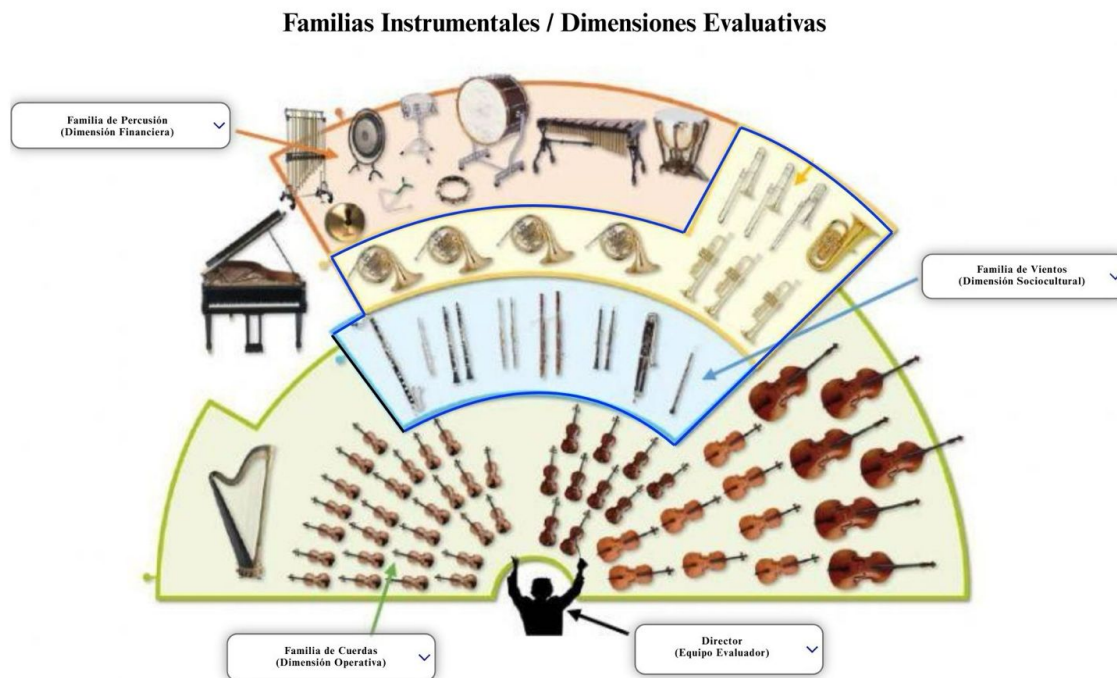 Familias Instrumentales / Dimensiones Evaluativas
Familia de Percusión
(Dimensión Financiera)
Familia de Vientos
(Dimensión Sociocultural)
Familia de Cuerdas
(Dimensión Operativa)
Director
(Equipo Evaluador)